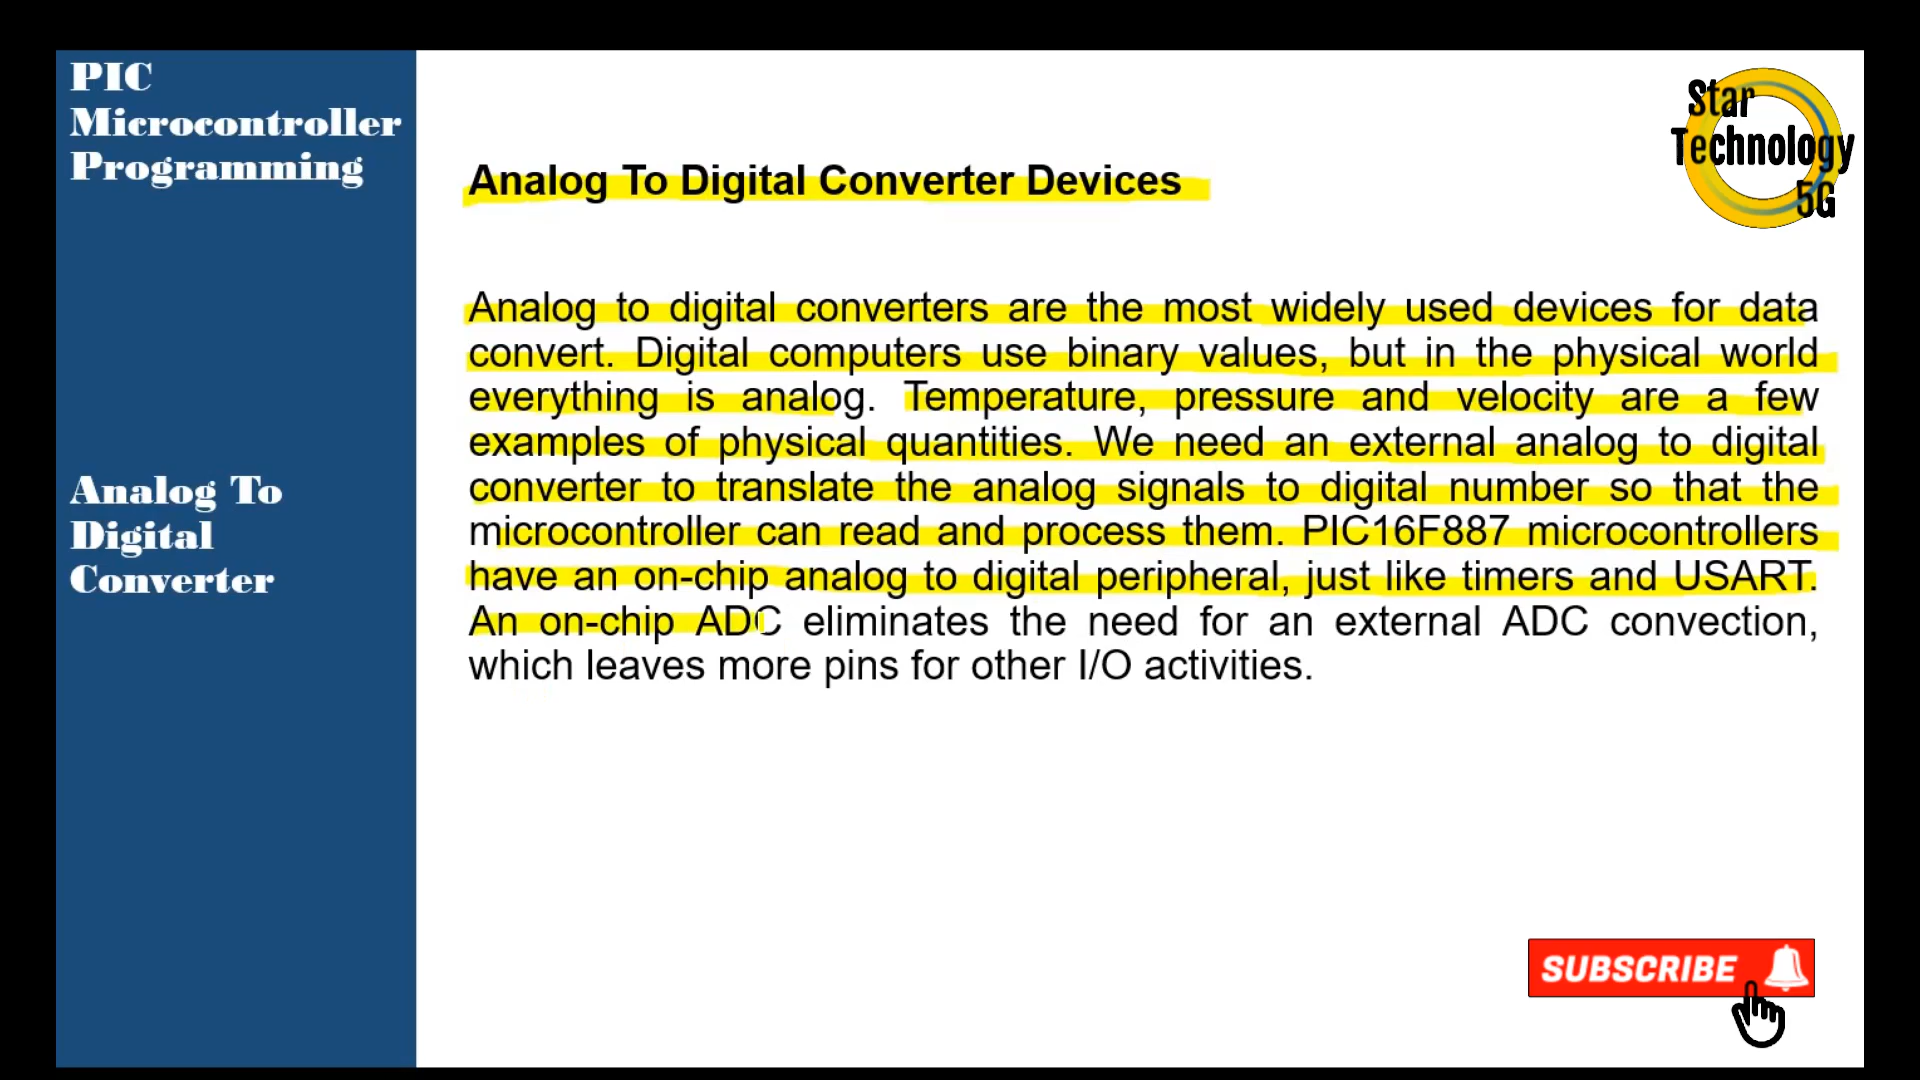 PIC
Microcontroller
Programming
Analog To
Digital
Converter
Star
Technology
5G
Analog To Digital Converter Devices
Analog to digital converters are the most widely used devices for data
convert. Digital computers use binary values, but in the physical world
everything is analog. Temperature, pressure and velocity are a few
examples of physical quantities. We need an external analog to digital
converter to translate the analog signals to digital number so that the
microcontroller can read and process them. PIC16F887 microcontrollers
have an on-chip analog to digital peripheral, just like timers and USART.
An on-chip ADC eliminates the need for an external ADC convection,
which leaves more pins for other I/O activities.
SUBSCRIBE